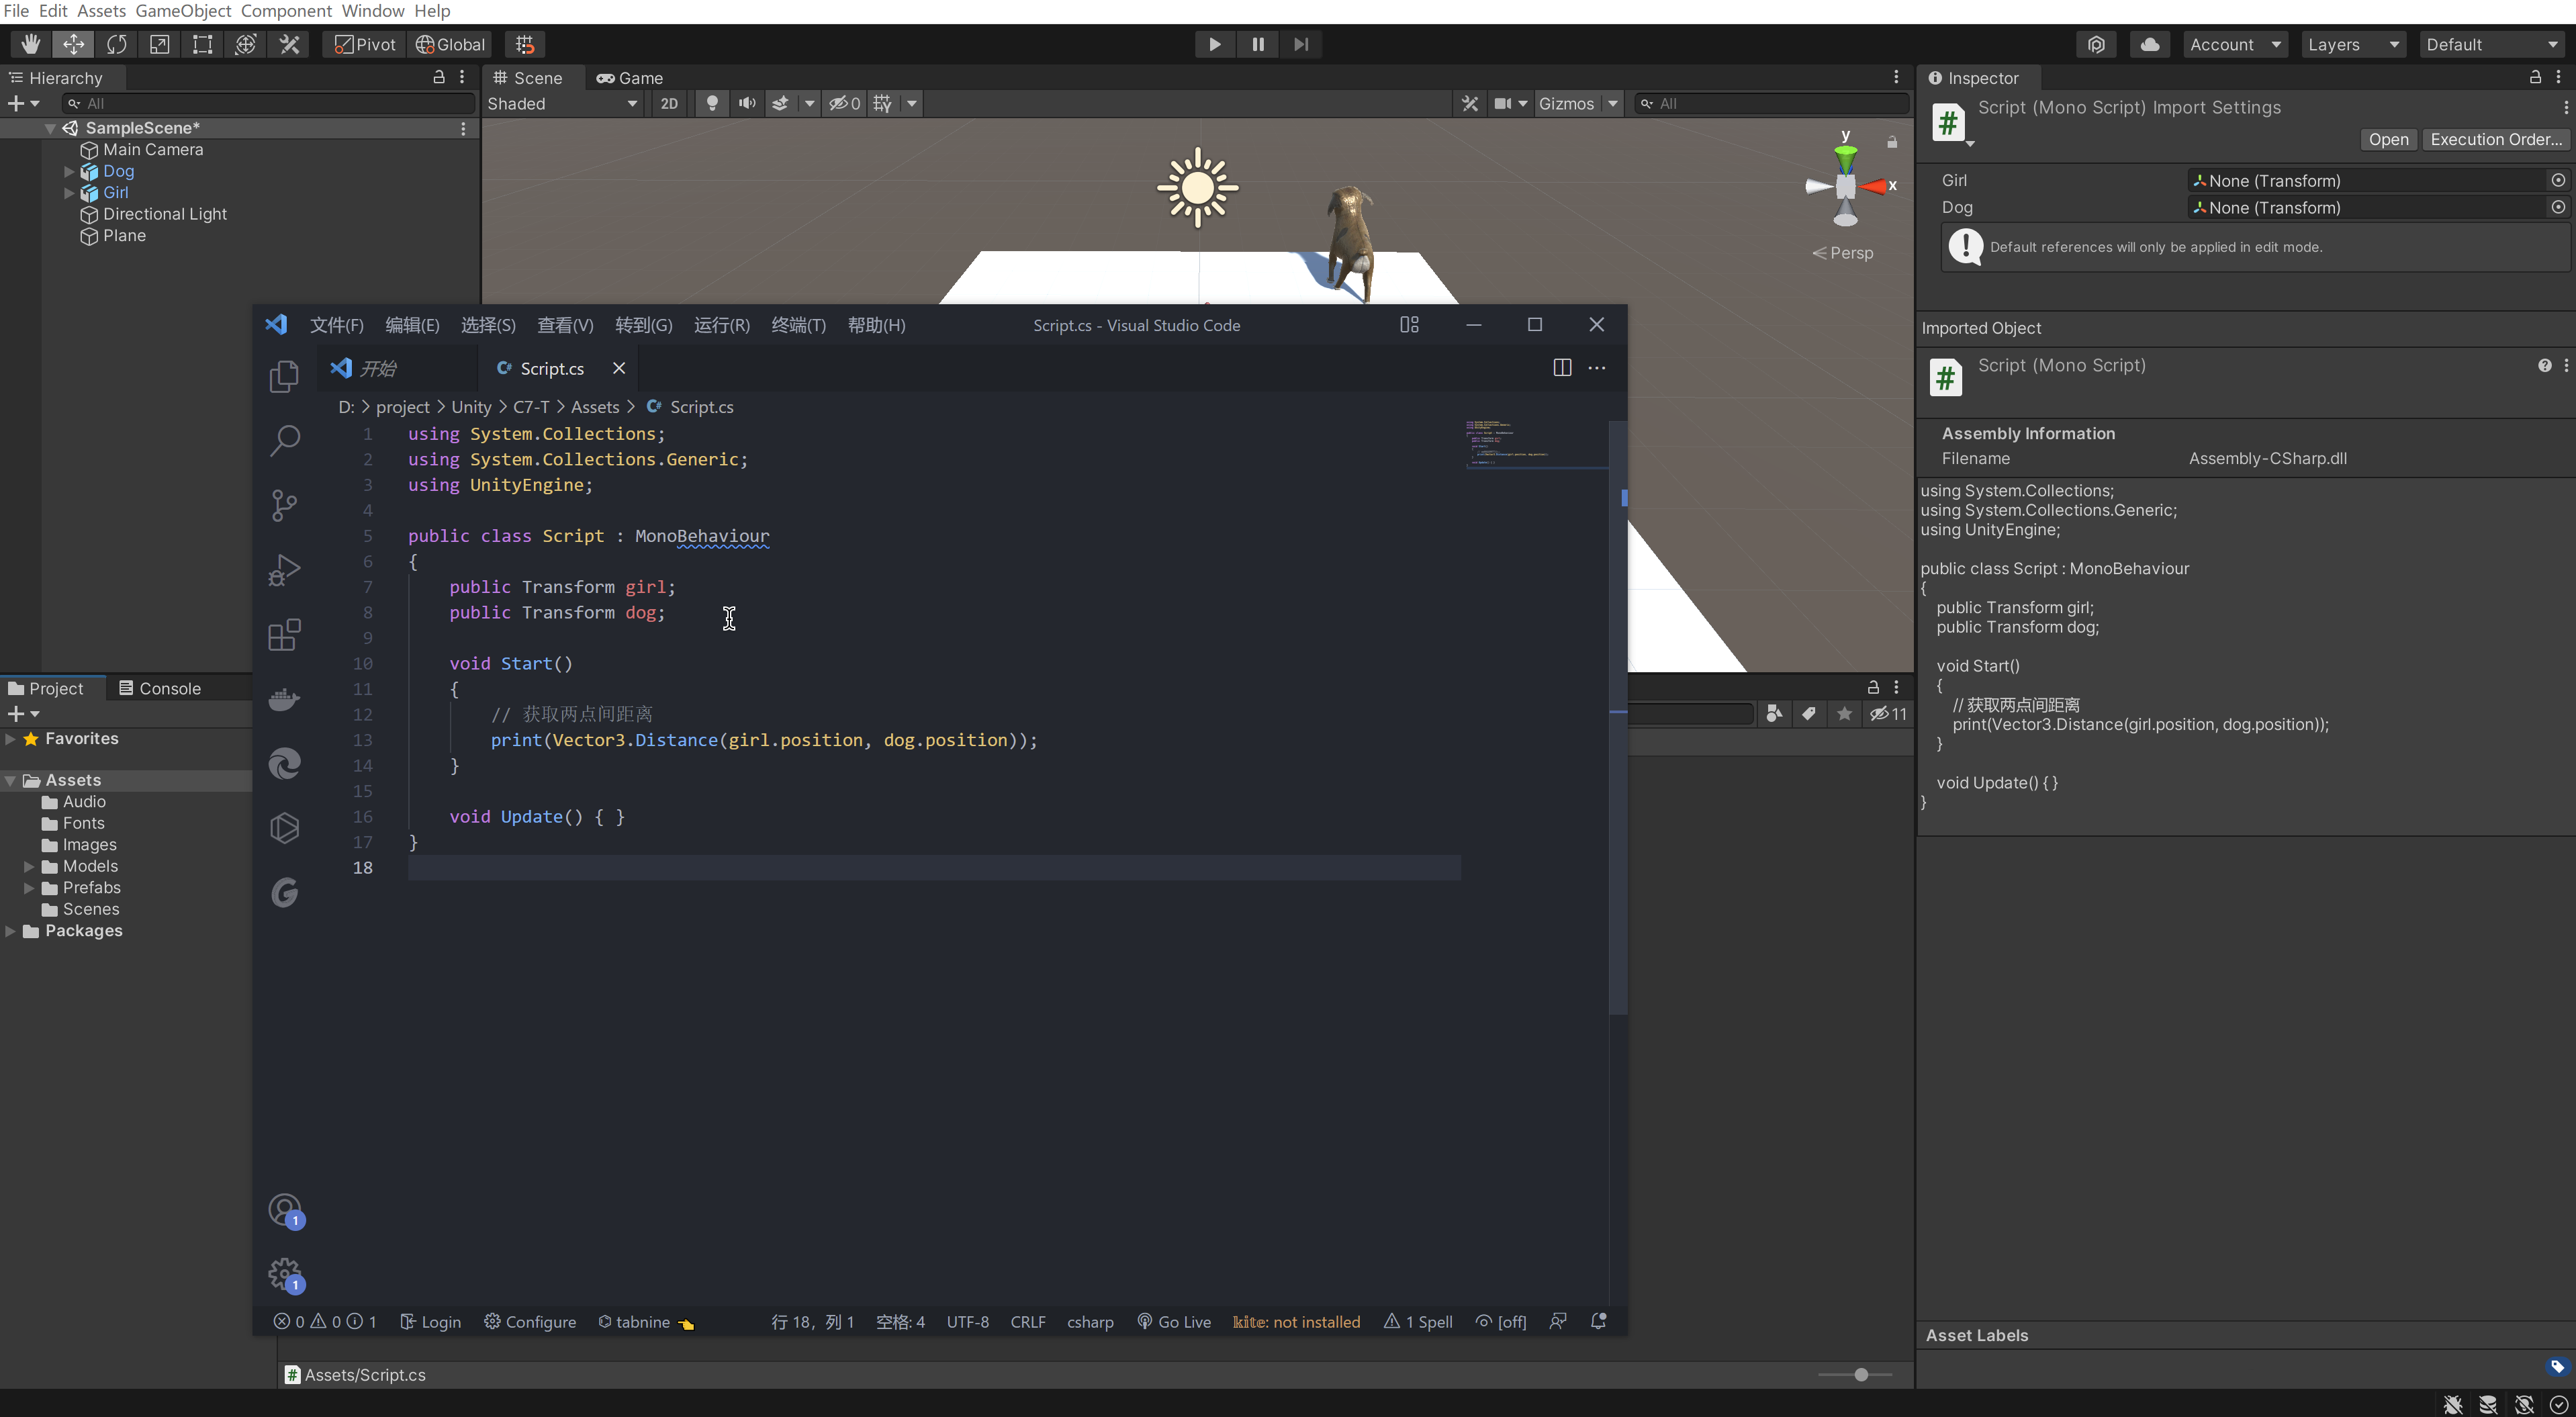 File Edit Assets GameObject Component Window Help
Pivot Global Account Layers Default
Hierarchy
All
SampleScene*
Main Camera
Dog
Girl
Directional Light
Plane
Scene Game
Shaded 2D 0 Gizmos All
y
x
Persp
Inspector
Script (Mono Script) Import Settings
Open Execution Order...
Girl None (Transform)
Dog None (Transform)
Default references will only be applied in edit mode.
Imported Object
Script (Mono Script)
Assembly Information
Filename Assembly-CSharp.dll
using System.Collections;
using System.Collections.Generic;
using UnityEngine;
public class Script : MonoBehaviour
{
public Transform girl;
public Transform dog;
void Start()
{
// 获取两点间距离
print(Vector3.Distance(girl.position, dog.position));
}
void Update() { }
}
Asset Labels
文件(F) 编辑(E) 选择(S) 查看(V) 转到(G) 运行(R) 终端(T) 帮助(H) Script.cs - Visual Studio Code
开始 Script.cs
D: > project > Unity > C7-T > Assets > Script.cs
1 using System.Collections;
2 using System.Collections.Generic;
3 using UnityEngine;
4
5 public class Script : MonoBehaviour
6 {
7 public Transform girl;
8 public Transform dog;
9
10 void Start()
11 {
12 // 获取两点间距离
13 print(Vector3.Distance(girl.position, dog.position));
14 }
15
16 void Update() { }
17 }
18
1
1
0 0 1 Login Configure tabnine 行 18，列 1 空格: 4 UTF-8 CRLF csharp Go Live kite: not installed 1 Spell [off]
Project Console
11
Favorites
Assets
Audio
Fonts
Images
Models
Prefabs
Scenes
Packages
Assets/Script.cs